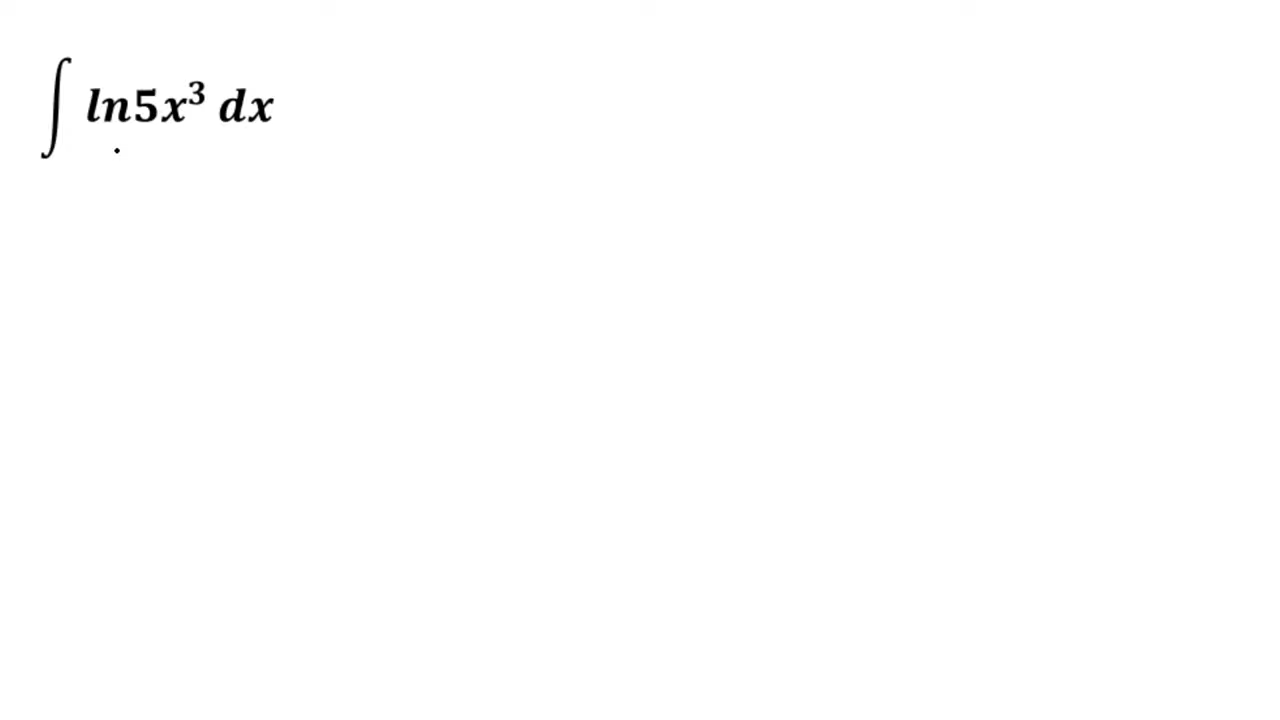 ∫ ln5x³ dx